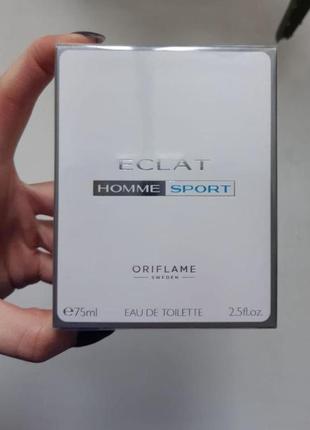 ECLAT
HOMME SPORT
ORIFLAME
SWEDEN
℮75ml EAU DE TOILETTE 2.5fl.oz.